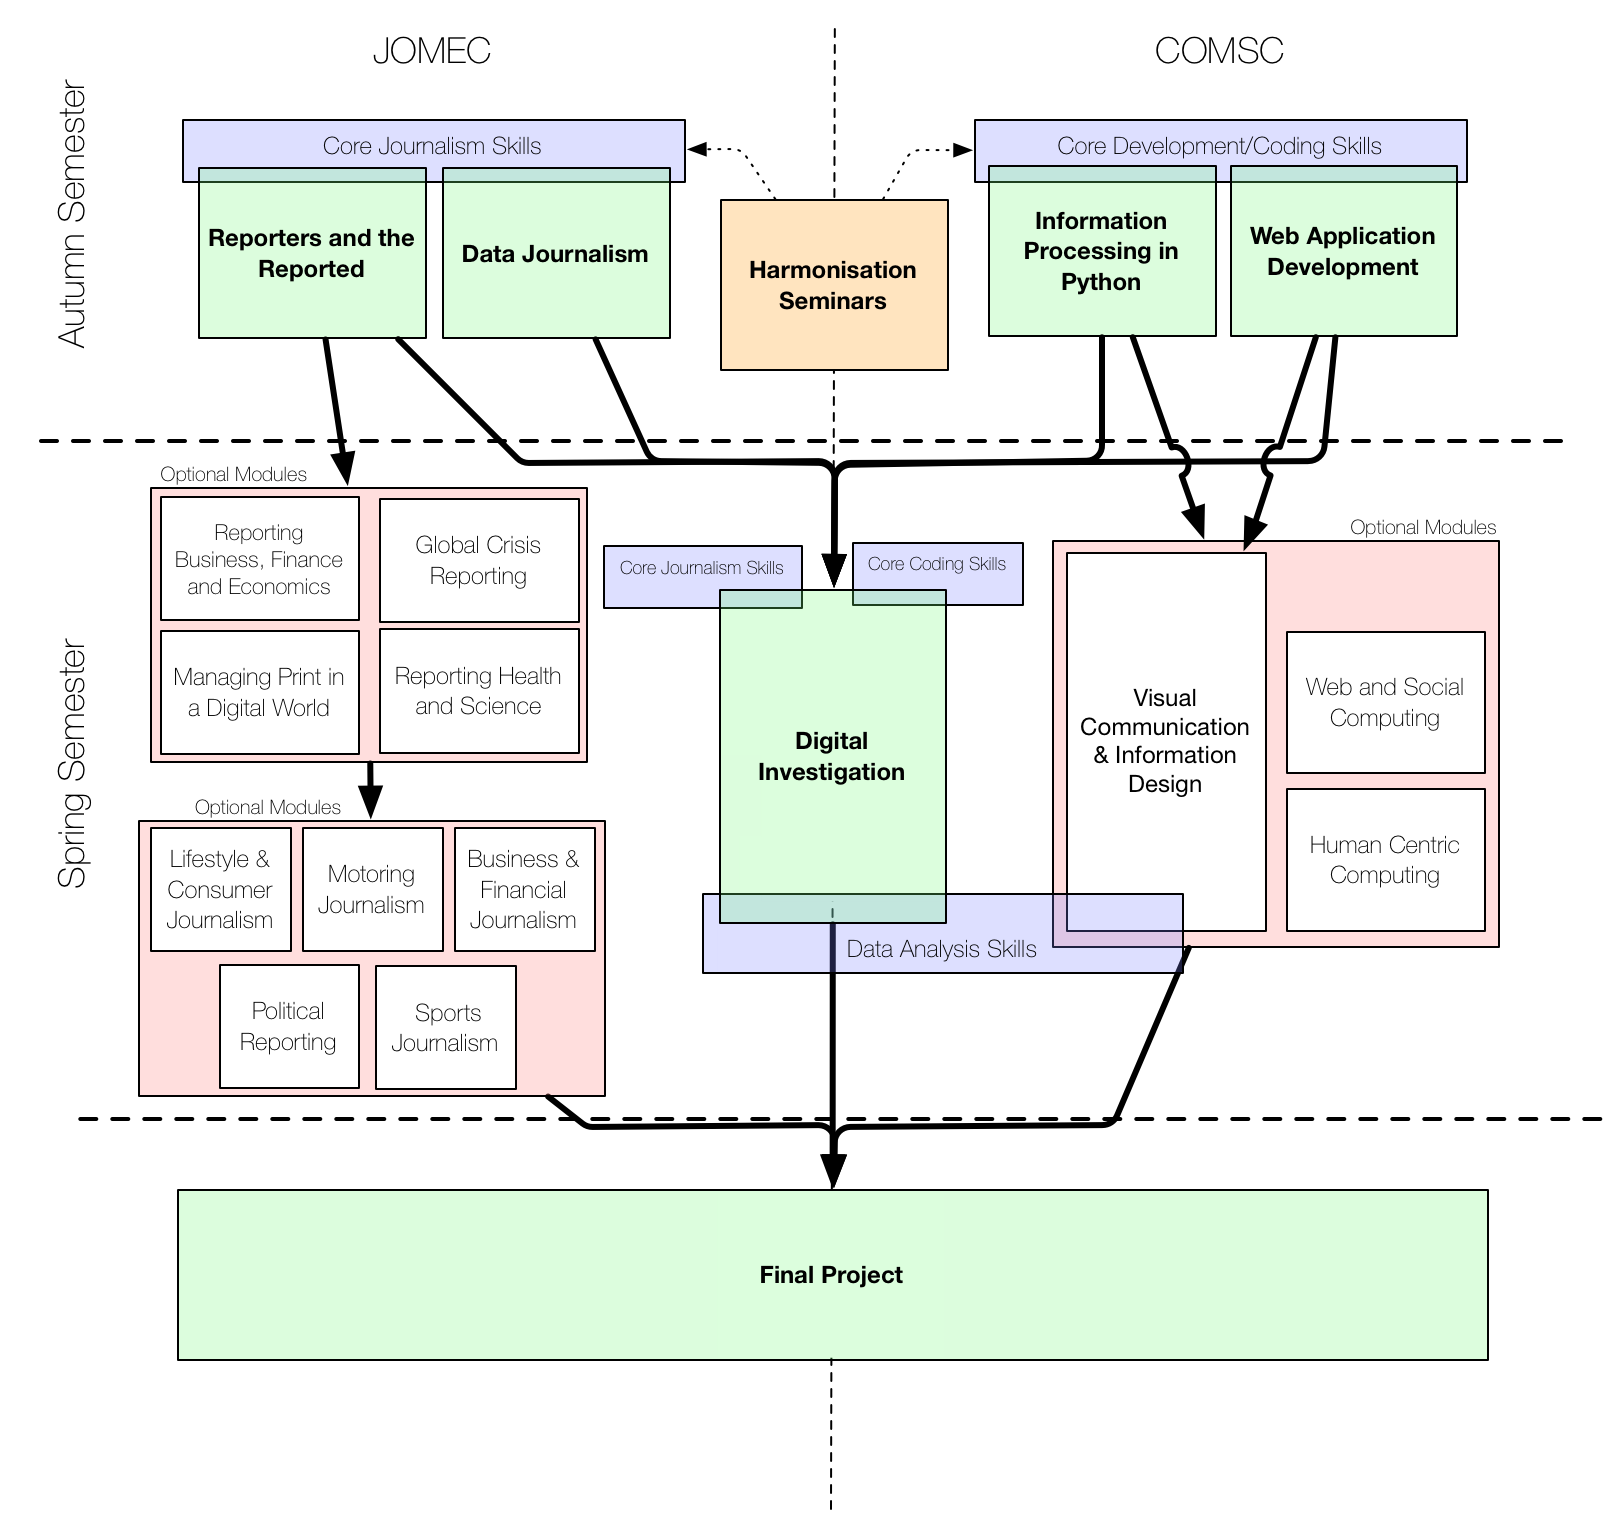 JOMEC
COMSC
Autumn Semester
Core Journalism Skills
Core Development/Coding Skills
Reporters and the
Reported
Data Journalism
Harmonisation
Seminars
Information
Processing in
Python
Web Application
Development
Spring Semester
Optional Modules
Reporting
Business, Finance
and Economics
Global Crisis
Reporting
Managing Print in
a Digital World
Reporting Health
and Science
Optional Modules
Lifestyle &
Consumer
Journalism
Motoring
Journalism
Business &
Financial
Journalism
Political
Reporting
Sports
Journalism
Core Journalism Skills
Core Coding Skills
Digital
Investigation
Data Analysis Skills
Optional Modules
Visual
Communication
& Information
Design
Web and Social
Computing
Human Centric
Computing
Final Project